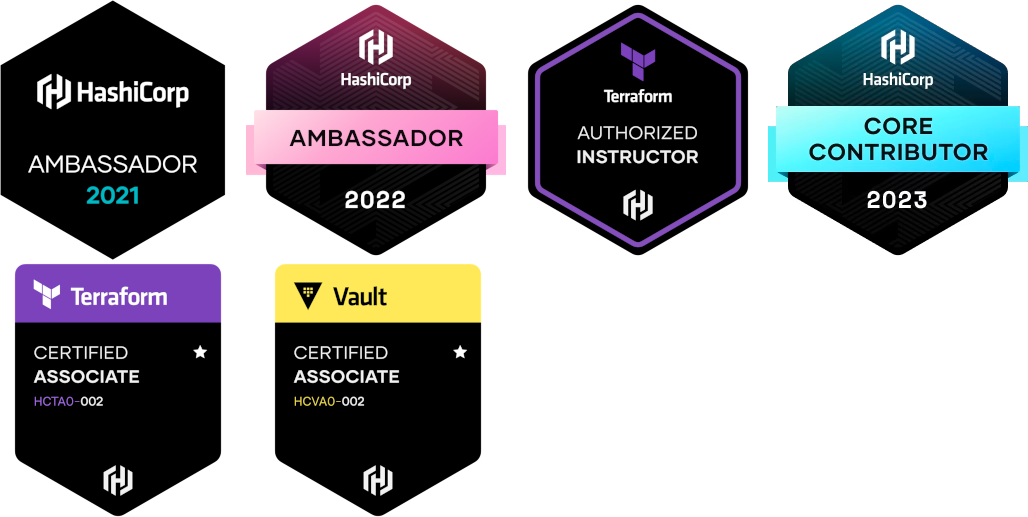 HashiCorp
AMBASSADOR
2021
HashiCorp
AMBASSADOR
2022
Terraform
AUTHORIZED
INSTRUCTOR
HashiCorp
CORE
CONTRIBUTOR
2023
Terraform
CERTIFIED
ASSOCIATE
HCTA0-002
Vault
CERTIFIED
ASSOCIATE
HCVA0-002